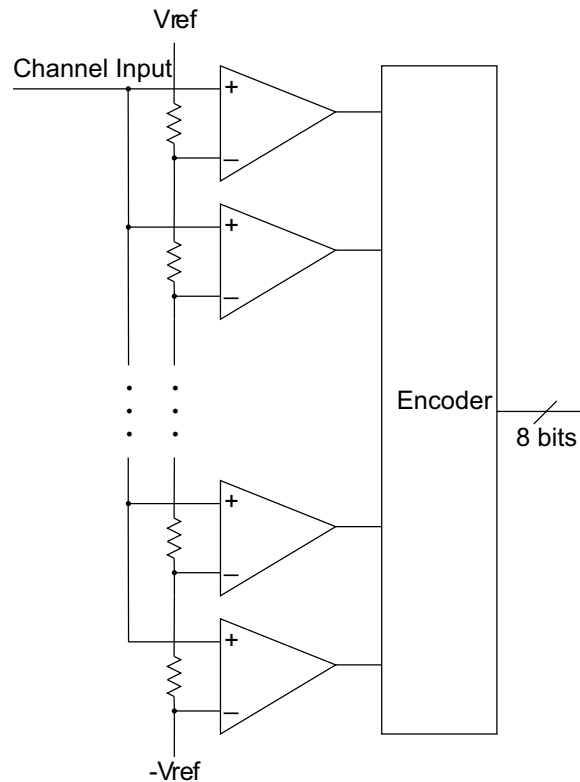 Vref
Channel Input
+
−
+
−
Encoder
8 bits
+
−
+
−
-Vref